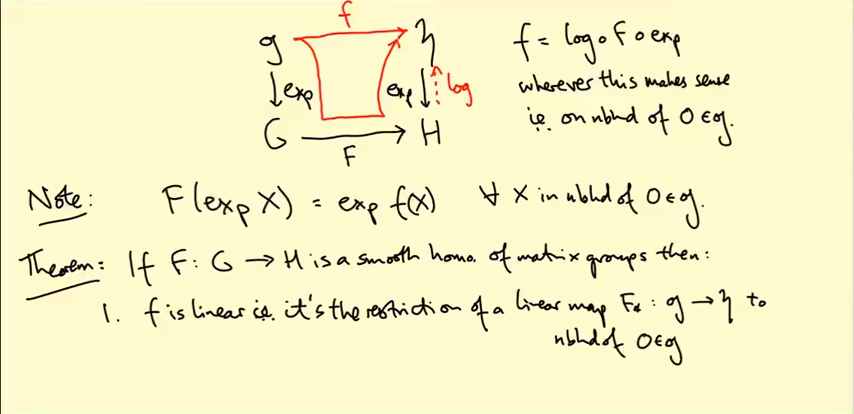 f
g η f = log∘F∘exp
↓exp exp↓ log wherever this makes sense
G → H i.e. on nbhd of 0∈g.
F
Note: F(exp X) = exp f(X) ∀ X in nbhd of 0∈g.
Theorem: If F: G → H is a smooth homo. of matrix groups then:
1. f is linear i.e. it's the restriction of a linear map F∗: g → η to
nbhd of 0∈g